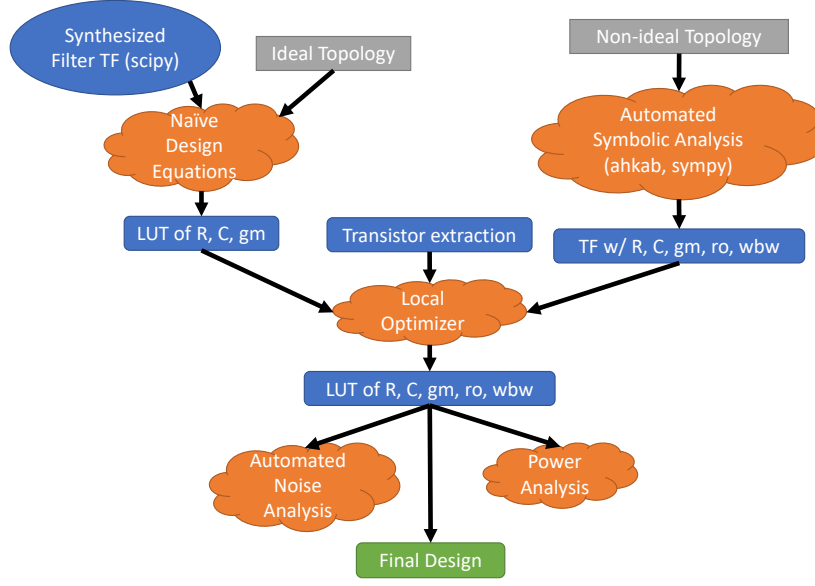 Synthesized
Filter TF (scipy)
Ideal Topology
Non-ideal Topology
Naïve
Design
Equations
Automated
Symbolic Analysis
(ahkab, sympy)
LUT of R, C, gm
Transistor extraction
TF w/ R, C, gm, ro, wbw
Local
Optimizer
LUT of R, C, gm, ro, wbw
Automated
Noise
Analysis
Power
Analysis
Final Design